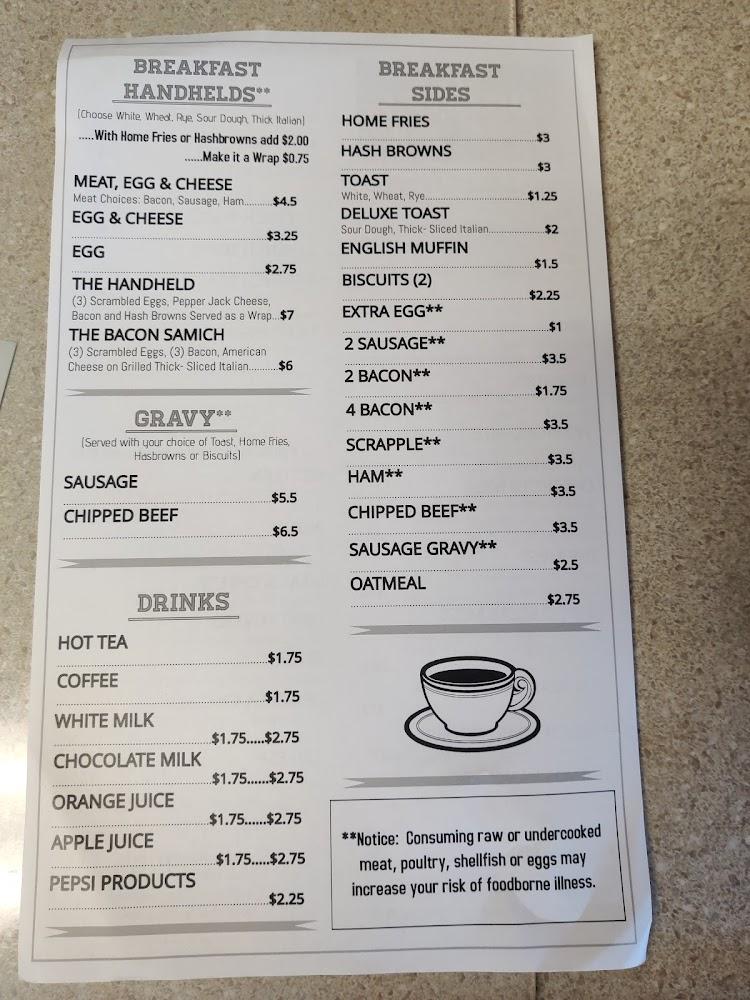 BREAKFAST
HANDHELDS**
(Choose White, Wheat, Rye, Sour Dough, Thick Italian)
.....With Home Fries or Hashbrowns add $2.00
......Make it a Wrap $0.75
MEAT, EGG & CHEESE
Meat Choices: Bacon, Sausage, Ham..........$4.5
EGG & CHEESE
$3.25
EGG
$2.75
THE HANDHELD
(3) Scrambled Eggs, Pepper Jack Cheese,
Bacon and Hash Browns Served as a Wrap...$7
THE BACON SAMICH
(3) Scrambled Eggs, (3) Bacon, American
Cheese on Grilled Thick- Sliced Italian..........$6
GRAVY**
(Served with your choice of Toast, Home Fries,
Hasbrowns or Biscuits)
SAUSAGE
$5.5
CHIPPED BEEF
$6.5
DRINKS
HOT TEA
$1.75
COFFEE
$1.75
WHITE MILK
$1.75.....$2.75
CHOCOLATE MILK
$1.75......$2.75
ORANGE JUICE
$1.75......$2.75
APPLE JUICE
$1.75.....$2.75
PEPSI PRODUCTS
$2.25
BREAKFAST
SIDES
HOME FRIES
$3
HASH BROWNS
$3
TOAST
White, Wheat, Rye..............................$1.25
DELUXE TOAST
Sour Dough, Thick- Sliced Italian.................$2
ENGLISH MUFFIN
$1.5
BISCUITS (2)
$2.25
EXTRA EGG**
$1
2 SAUSAGE**
$3.5
2 BACON**
$1.75
4 BACON**
$3.5
SCRAPPLE**
$3.5
HAM**
$3.5
CHIPPED BEEF**
$3.5
SAUSAGE GRAVY**
$2.5
OATMEAL
$2.75
**Notice: Consuming raw or undercooked
meat, poultry, shellfish or eggs may
increase your risk of foodborne illness.